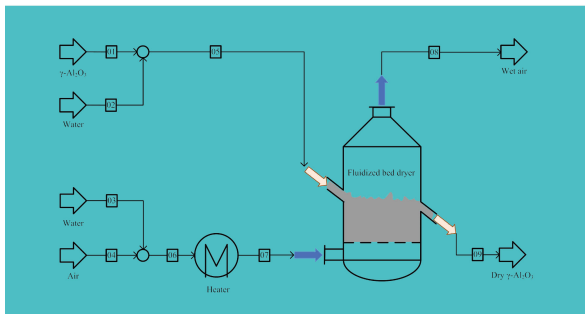 01
05
08
γ-Al₂O₃
Wet air
02
Water
Fluidized bed dryer
03
Water
04
06
07
09
Air
Heater
Dry γ-Al₂O₃